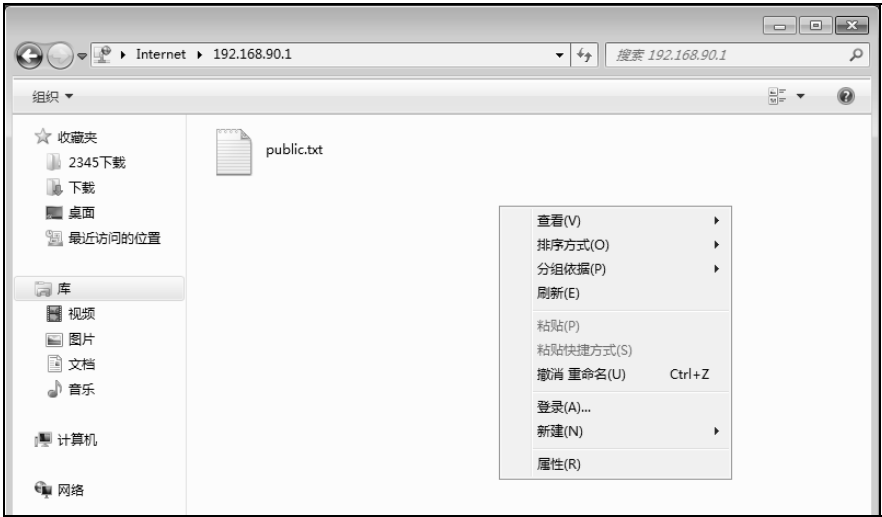 Internet
192.168.90.1
搜索 192.168.90.1
组织
收藏夹
2345下载
下载
桌面
最近访问的位置
库
视频
图片
文档
音乐
计算机
网络
public.txt
查看(V)
排序方式(O)
分组依据(P)
刷新(E)
粘贴(P)
粘贴快捷方式(S)
撤消 重命名(U) Ctrl+Z
登录(A)...
新建(N)
属性(R)